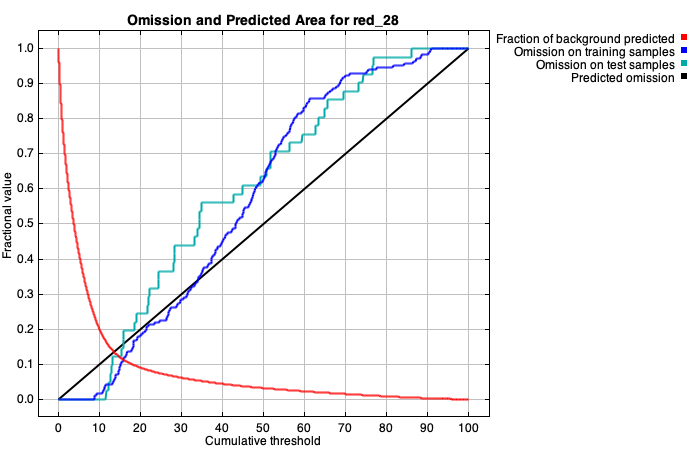 Omission and Predicted Area for red_28
Fraction of background predicted
Omission on training samples
Omission on test samples
Predicted omission
Fractional value
1.0
0.9
0.8
0.7
0.6
0.5
0.4
0.3
0.2
0.1
0.0
0 10 20 30 40 50 60 70 80 90 100
Cumulative threshold